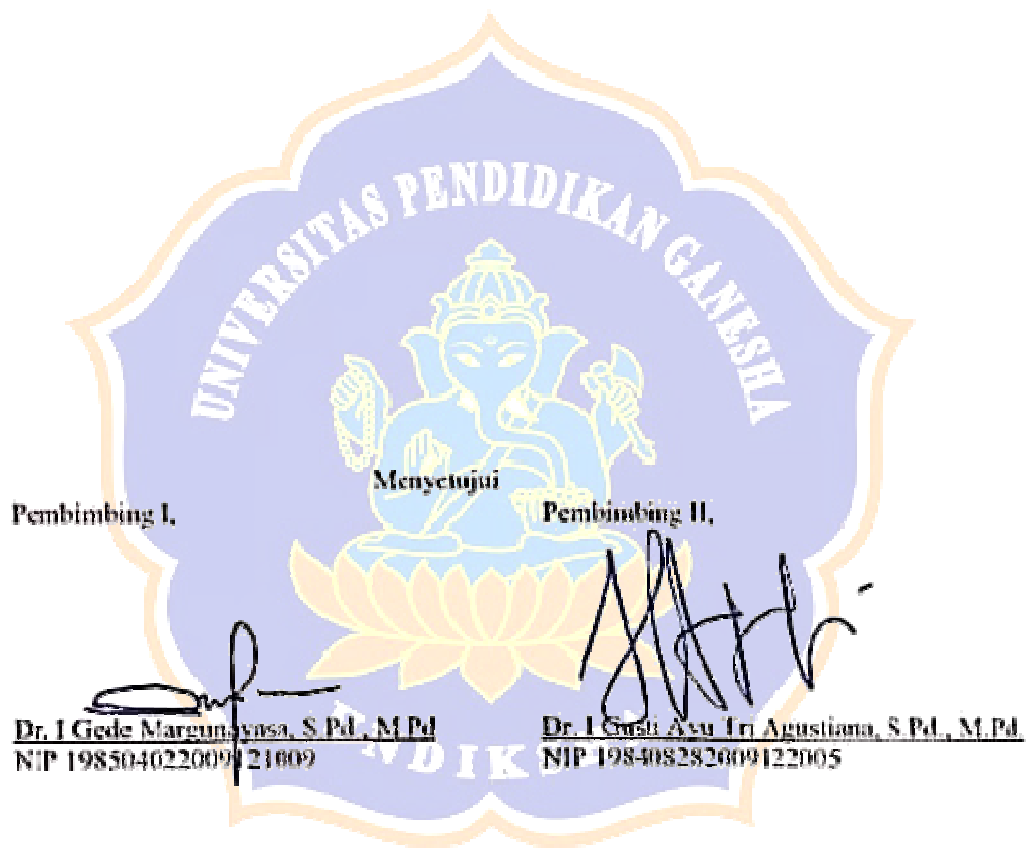 UNIVERSITAS PENDIDIKAN GANESHA
Menyetujui
Pembimbing I,
Pembimbing II,
Dr. I Gede Margunayasa, S.Pd., M.Pd
NIP 198504022009121009
Dr. I Gusti Ayu Tri Agustiana, S.Pd., M.Pd.
NIP 198408282009122005
UNDIKSHA